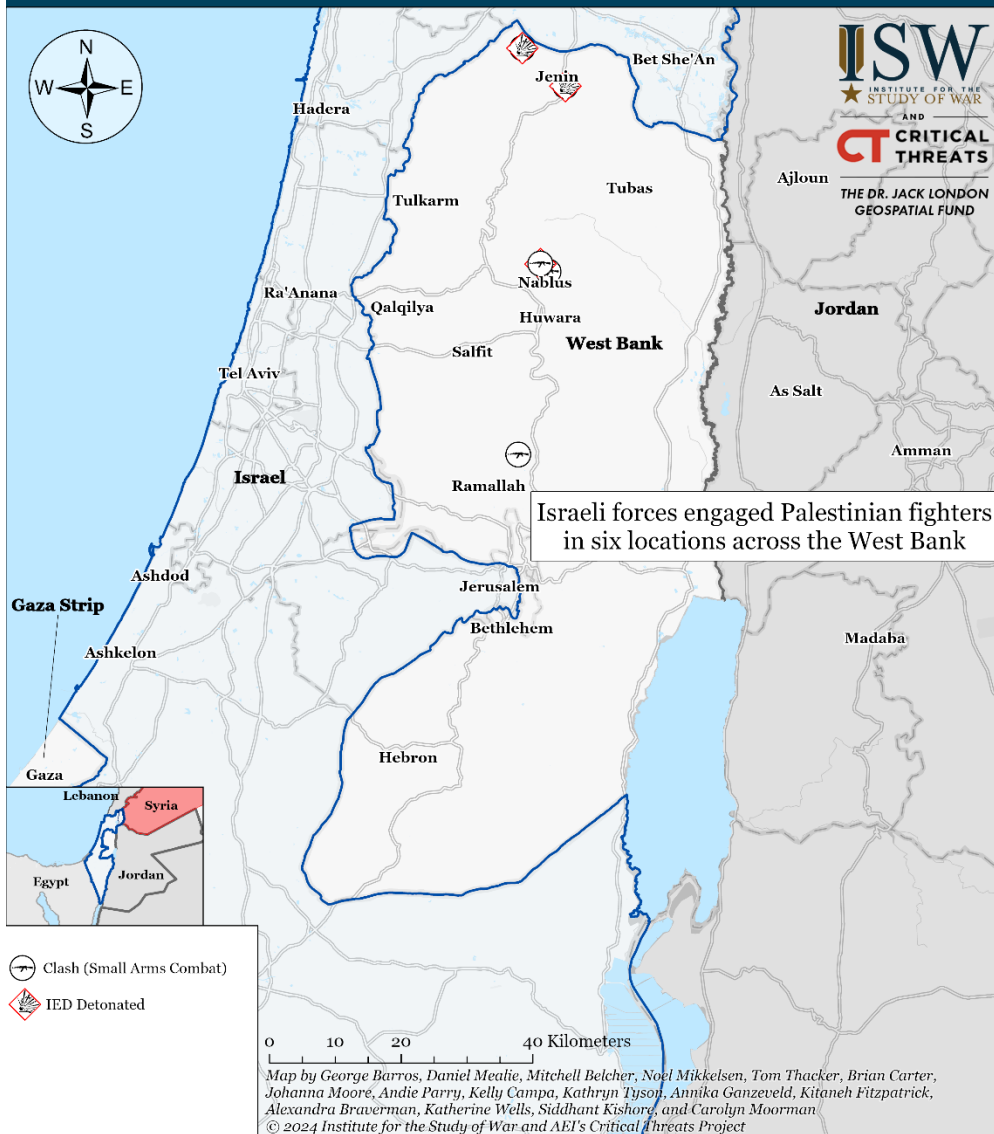 N
W
E
S
ISW
INSTITUTE FOR THE
STUDY OF WAR
AND
CT CRITICAL
THREATS
THE DR. JACK LONDON
GEOSPATIAL FUND
Bet She'An
Jenin
Hadera
Ajloun
Tulkarm
Tubas
Nablus
Ra'Anana
Qalqilya
Huwara
Jordan
West Bank
Salfit
Tel Aviv
As Salt
Amman
Israel
Ramallah
Israeli forces engaged Palestinian fighters
in six locations across the West Bank
Ashdod
Jerusalem
Gaza Strip
Bethlehem
Madaba
Ashkelon
Hebron
Gaza
Lebanon
Syria
Egypt
Jordan
Clash (Small Arms Combat)
IED Detonated
0 10 20 40 Kilometers
Map by George Barros, Daniel Mealie, Mitchell Belcher, Noel Mikkelsen, Tom Thacker, Brian Carter,
Johanna Moore, Andie Parry, Kelly Campa, Kathryn Tyson, Annika Ganzeveld, Kitaneh Fitzpatrick,
Alexandra Braverman, Katherine Wells, Siddhant Kishore, and Carolyn Moorman
© 2024 Institute for the Study of War and AEI's Critical Threats Project